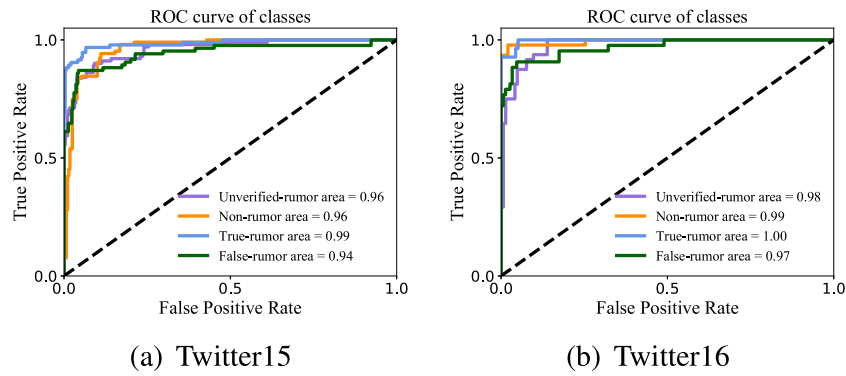 ROC curve of classes
1.0
0.5
0.0
True Positive Rate
Unverified-rumor area = 0.96
Non-rumor area = 0.96
True-rumor area = 0.99
False-rumor area = 0.94
0.0 0.5 1.0
False Positive Rate
(a) Twitter15
ROC curve of classes
1.0
0.5
0.0
True Positive Rate
Unverified-rumor area = 0.98
Non-rumor area = 0.99
True-rumor area = 1.00
False-rumor area = 0.97
0.0 0.5 1.0
False Positive Rate
(b) Twitter16